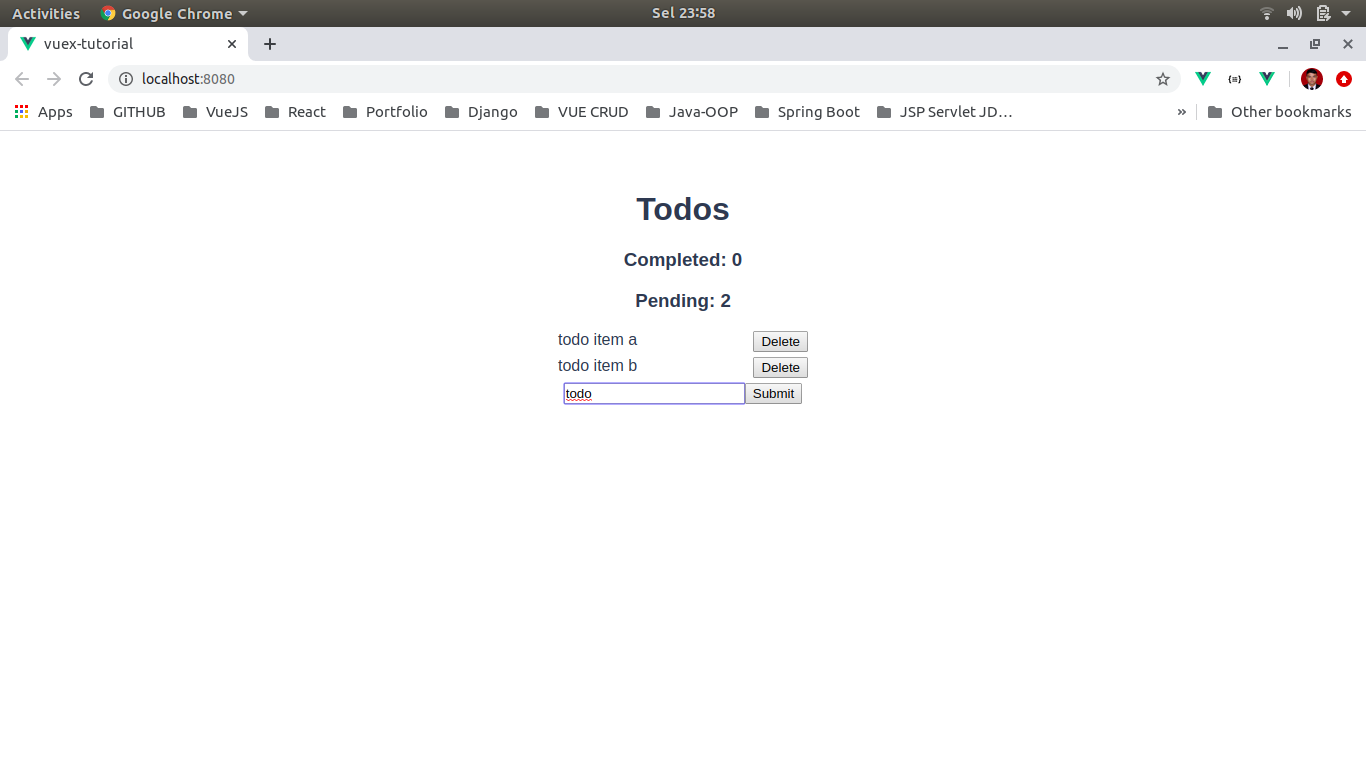 Activities Google Chrome Sel 23:58
vuex-tutorial
localhost:8080
Apps GITHUB VueJS React Portfolio Django VUE CRUD Java-OOP Spring Boot JSP Servlet JD… » Other bookmarks
Todos
Completed: 0
Pending: 2
todo item a Delete
todo item b Delete
todo Submit